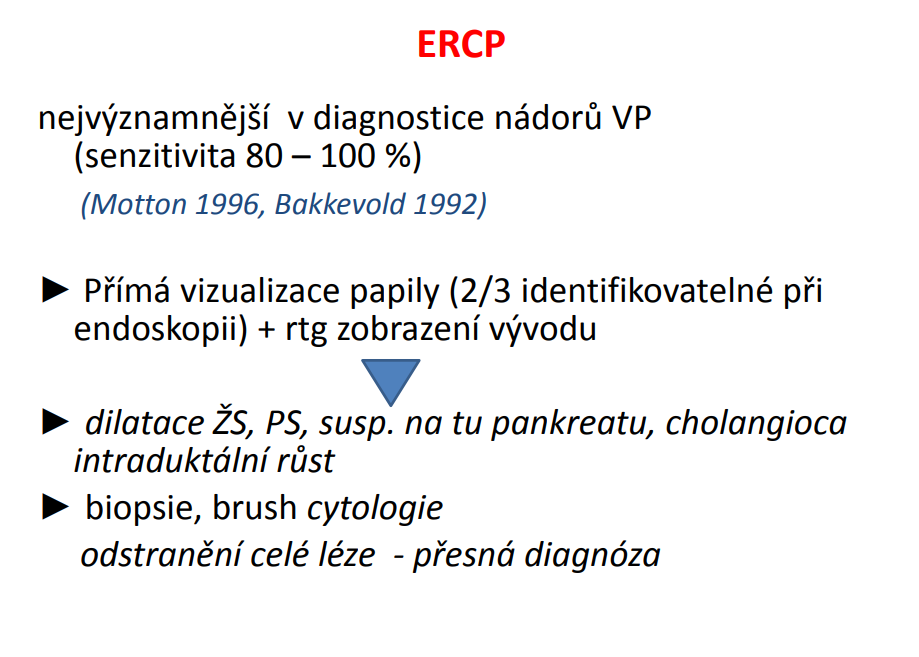 ERCP
nejvýznamnější v diagnostice nádorů VP
(senzitivita 80 – 100 %)
(Motton 1996, Bakkevold 1992)
► Přímá vizualizace papily (2/3 identifikovatelné při
endoskopii) + rtg zobrazení vývodu
► dilatace ŽS, PS, susp. na tu pankreatu, cholangioca
intraduktální růst
► biopsie, brush cytologie
odstranění celé léze - přesná diagnóza